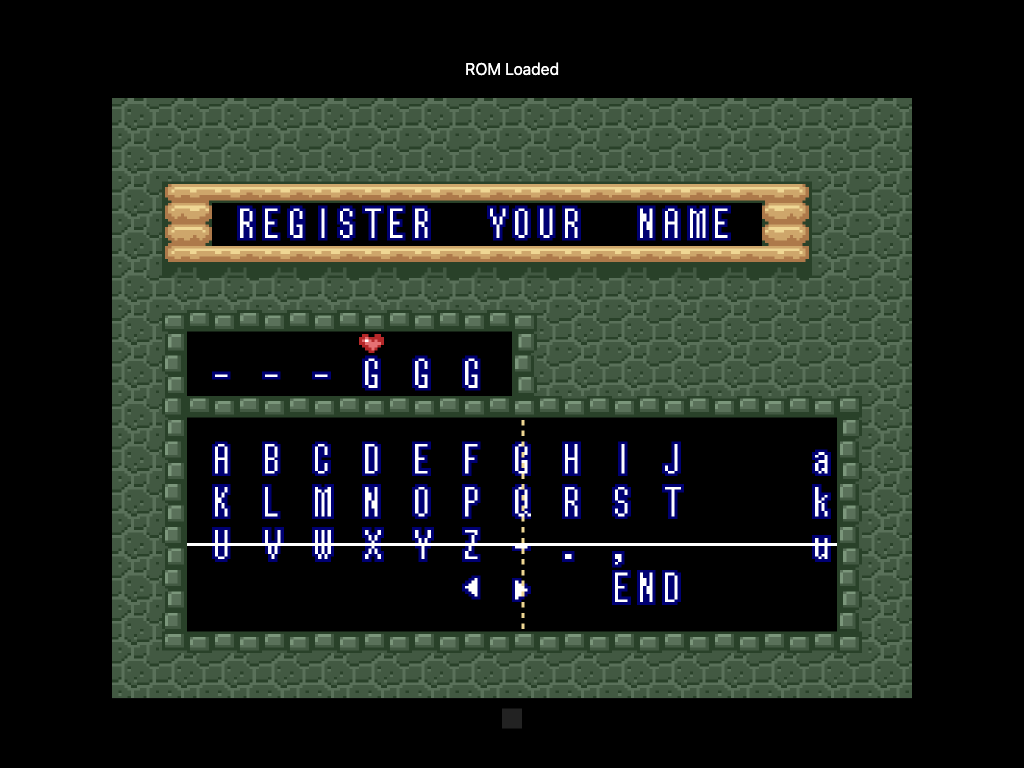 ROM Loaded
REGISTER YOUR NAME
- - - G G G
A B C D E F G H I J a
K L M N O P Q R S T k
U V W X Y Z - . , u
END